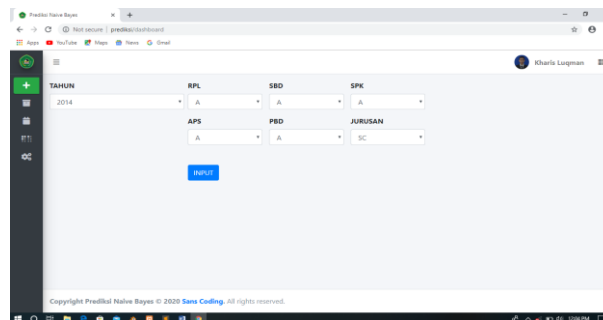 Prediksi Naive Bayes
Not secure | prediksi/dashboard
Apps YouTube Maps News Gmail
Kharis Luqman
TAHUN RPL SBD SPK
2014 A A A
APS PBD JURUSAN
A A SC
INPUT
Copyright Prediksi Naive Bayes © 2020 Sans Coding. All rights reserved.